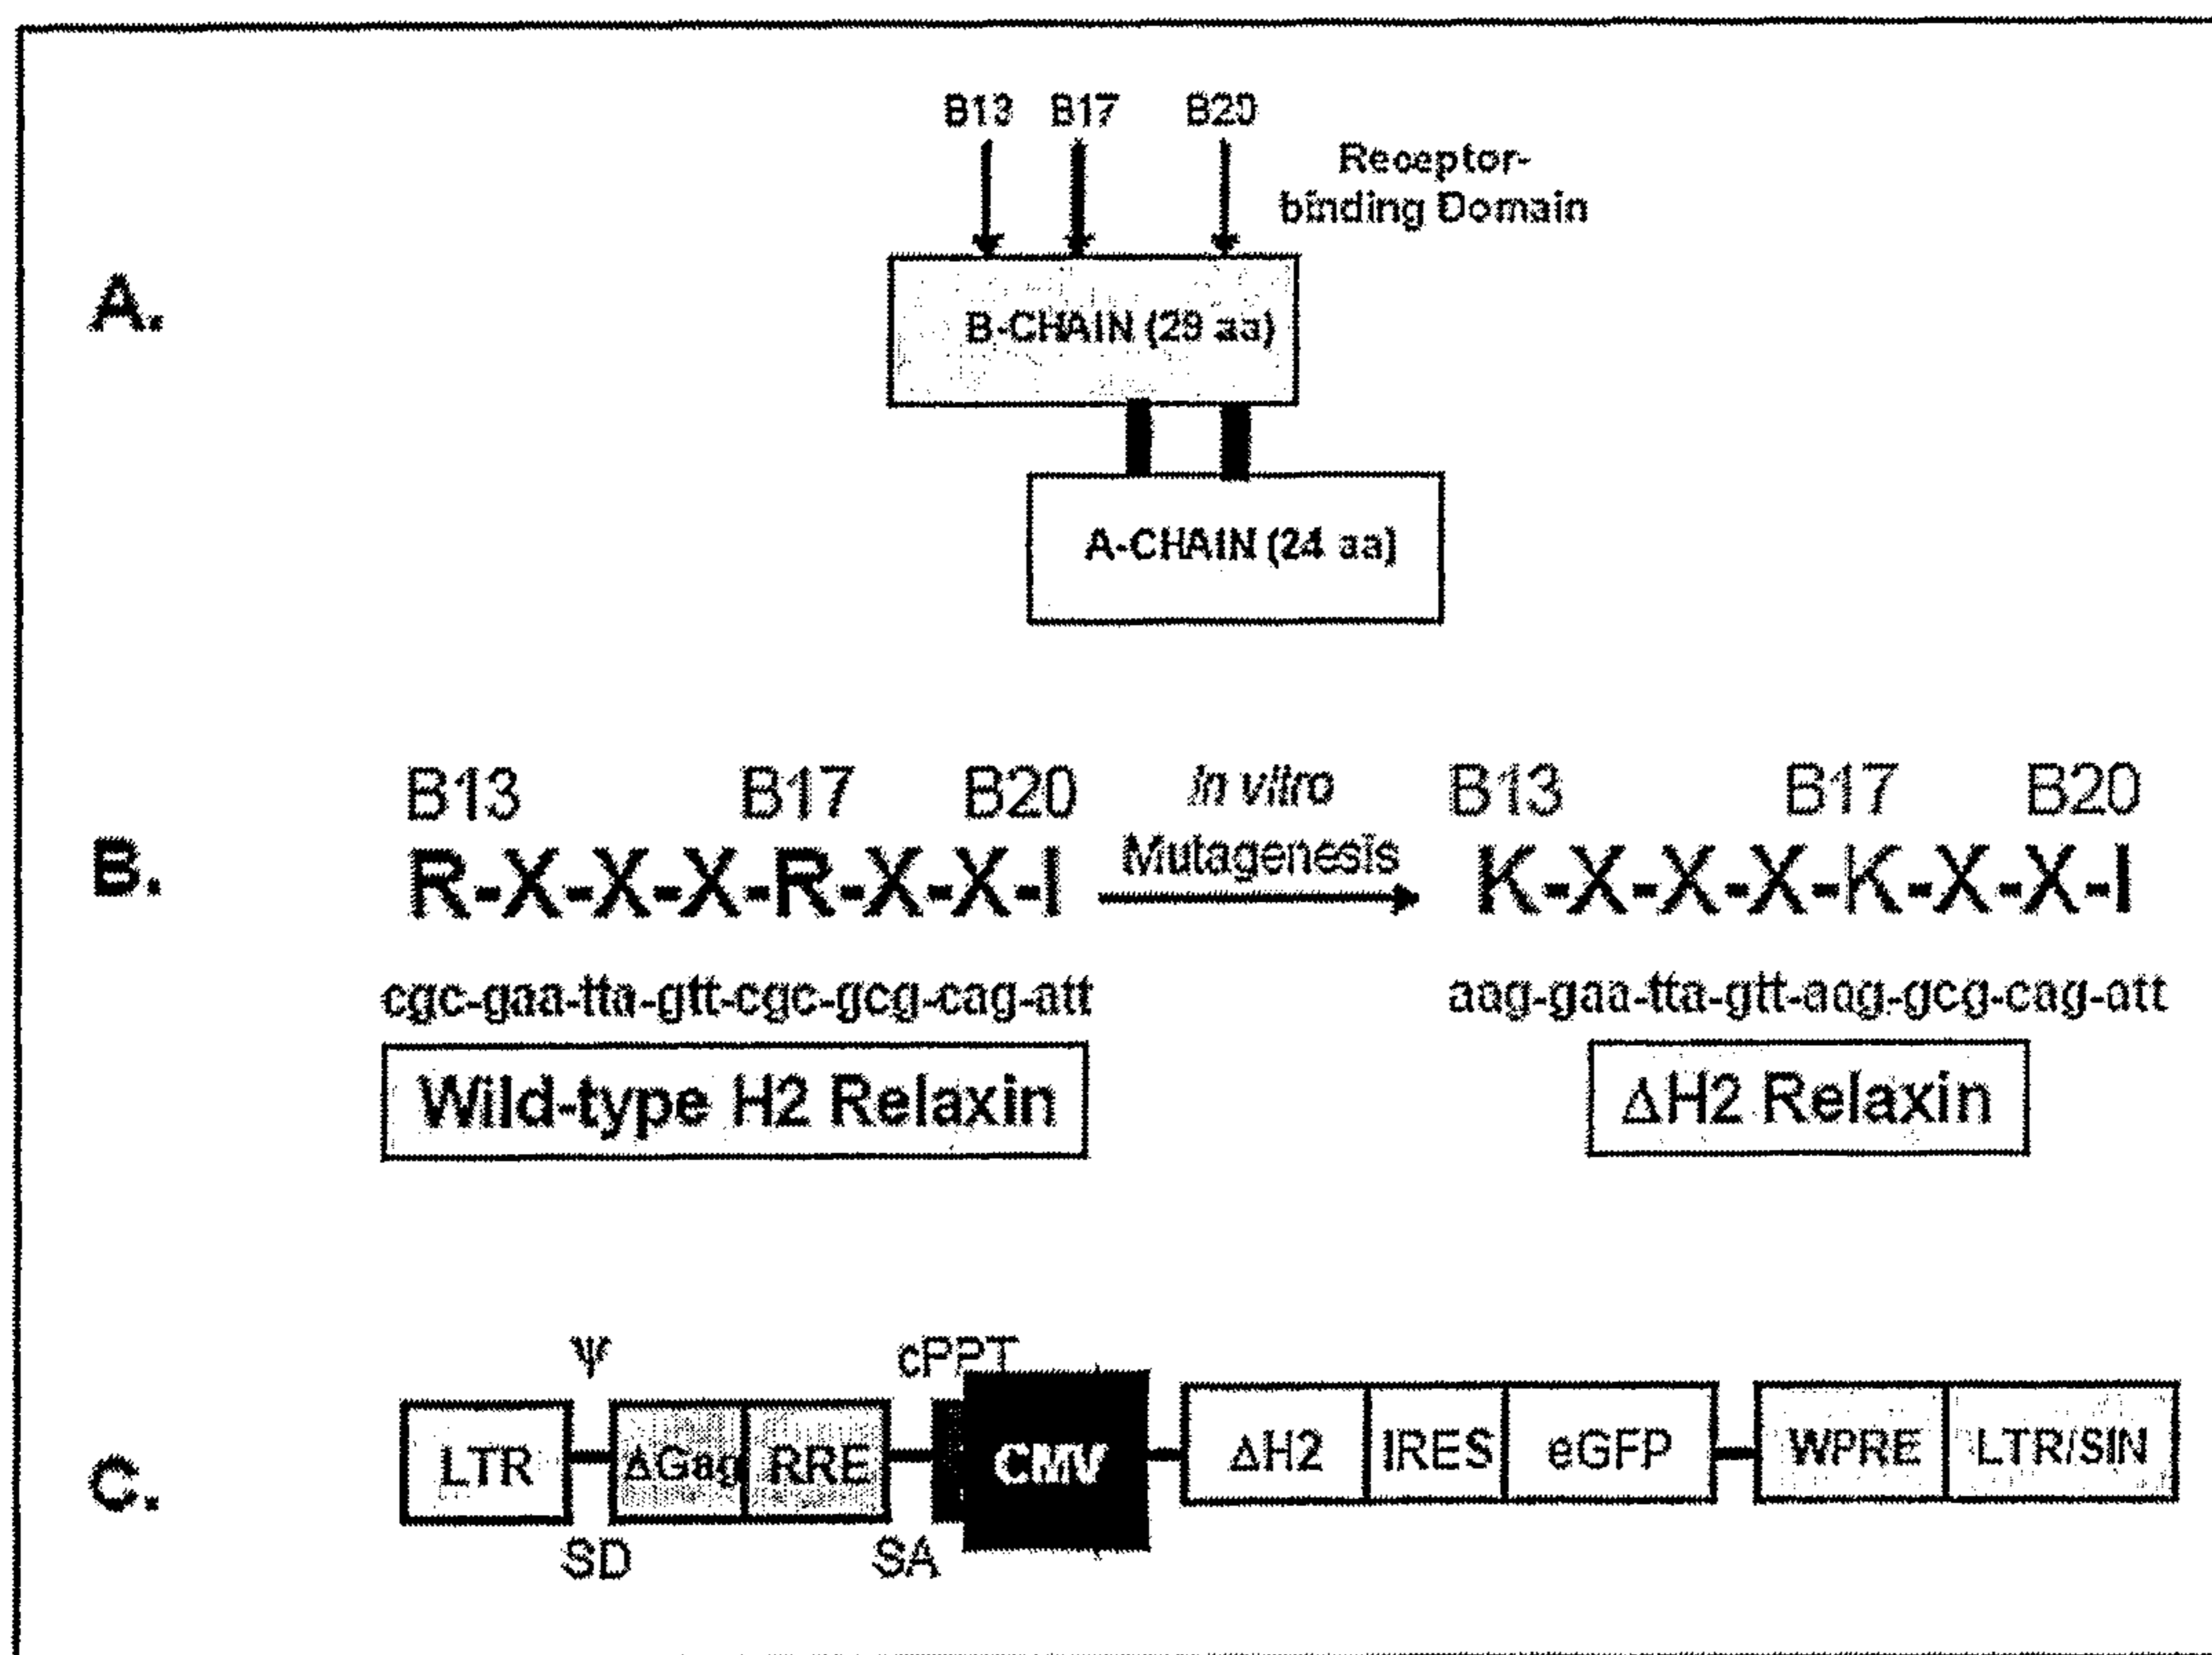 A.
B13 B17 B20
Receptor-
binding Domain
B-CHAIN (29 aa)
A-CHAIN (24 aa)
B.
B13 B17 B20
R-X-X-X-R-X-X-I
in vitro
Mutagenesis
B13 B17 B20
K-X-X-X-K-X-X-I
cgc-gaa-tta-gtt-cgc-gcg-cag-att
aag-gaa-tta-gtt-aag-gcg-cag-att
Wild-type H2 Relaxin
ΔH2 Relaxin
C.
Ψ cPPT
LTR ΔGag RRE CMV ΔH2 IRES eGFP WPRE LTR/SIN
SD SA